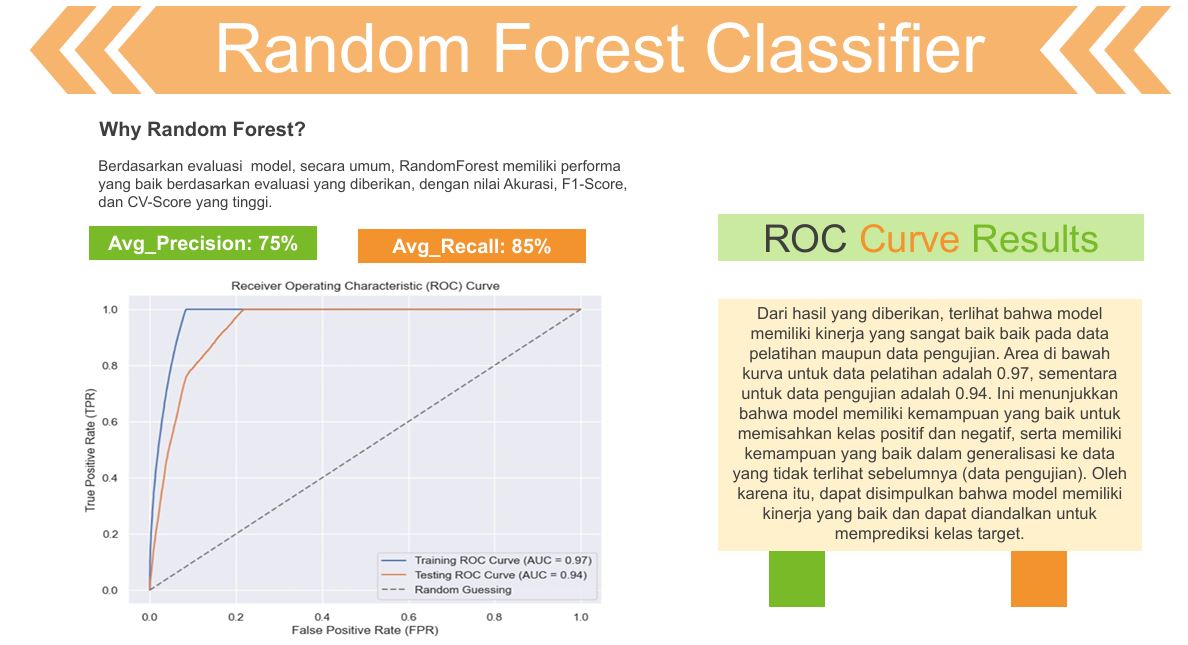 Random Forest Classifier
Why Random Forest?
Berdasarkan evaluasi  model, secara umum, RandomForest memiliki performa
yang baik berdasarkan evaluasi yang diberikan, dengan nilai Akurasi, F1-Score,
dan CV-Score yang tinggi.
Avg_Precision: 75%
Avg_Recall: 85%
Receiver Operating Characteristic (ROC) Curve
True Positive Rate (TPR)
1.0
0.8
0.6
0.4
0.2
0.0
Training ROC Curve (AUC = 0.97)
Testing ROC Curve (AUC = 0.94)
Random Guessing
0.0 0.2 0.4 0.6 0.8 1.0
False Positive Rate (FPR)
ROC Curve Results
Dari hasil yang diberikan, terlihat bahwa model
memiliki kinerja yang sangat baik baik pada data
pelatihan maupun data pengujian. Area di bawah
kurva untuk data pelatihan adalah 0.97, sementara
untuk data pengujian adalah 0.94. Ini menunjukkan
bahwa model memiliki kemampuan yang baik untuk
memisahkan kelas positif dan negatif, serta memiliki
kemampuan yang baik dalam generalisasi ke data
yang tidak terlihat sebelumnya (data pengujian). Oleh
karena itu, dapat disimpulkan bahwa model memiliki
kinerja yang baik dan dapat diandalkan untuk
memprediksi kelas target.